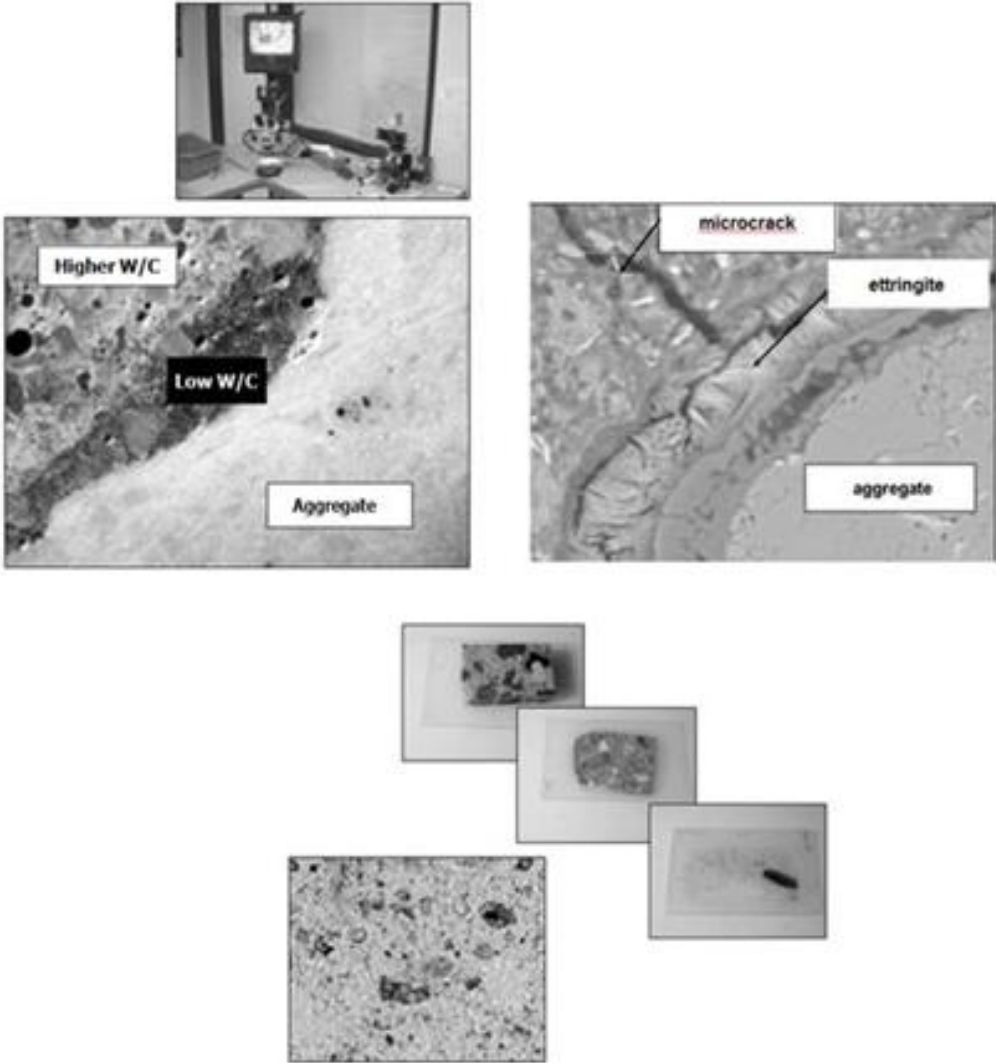 Higher W/C
Low W/C
Aggregate
microcrack
ettringite
aggregate